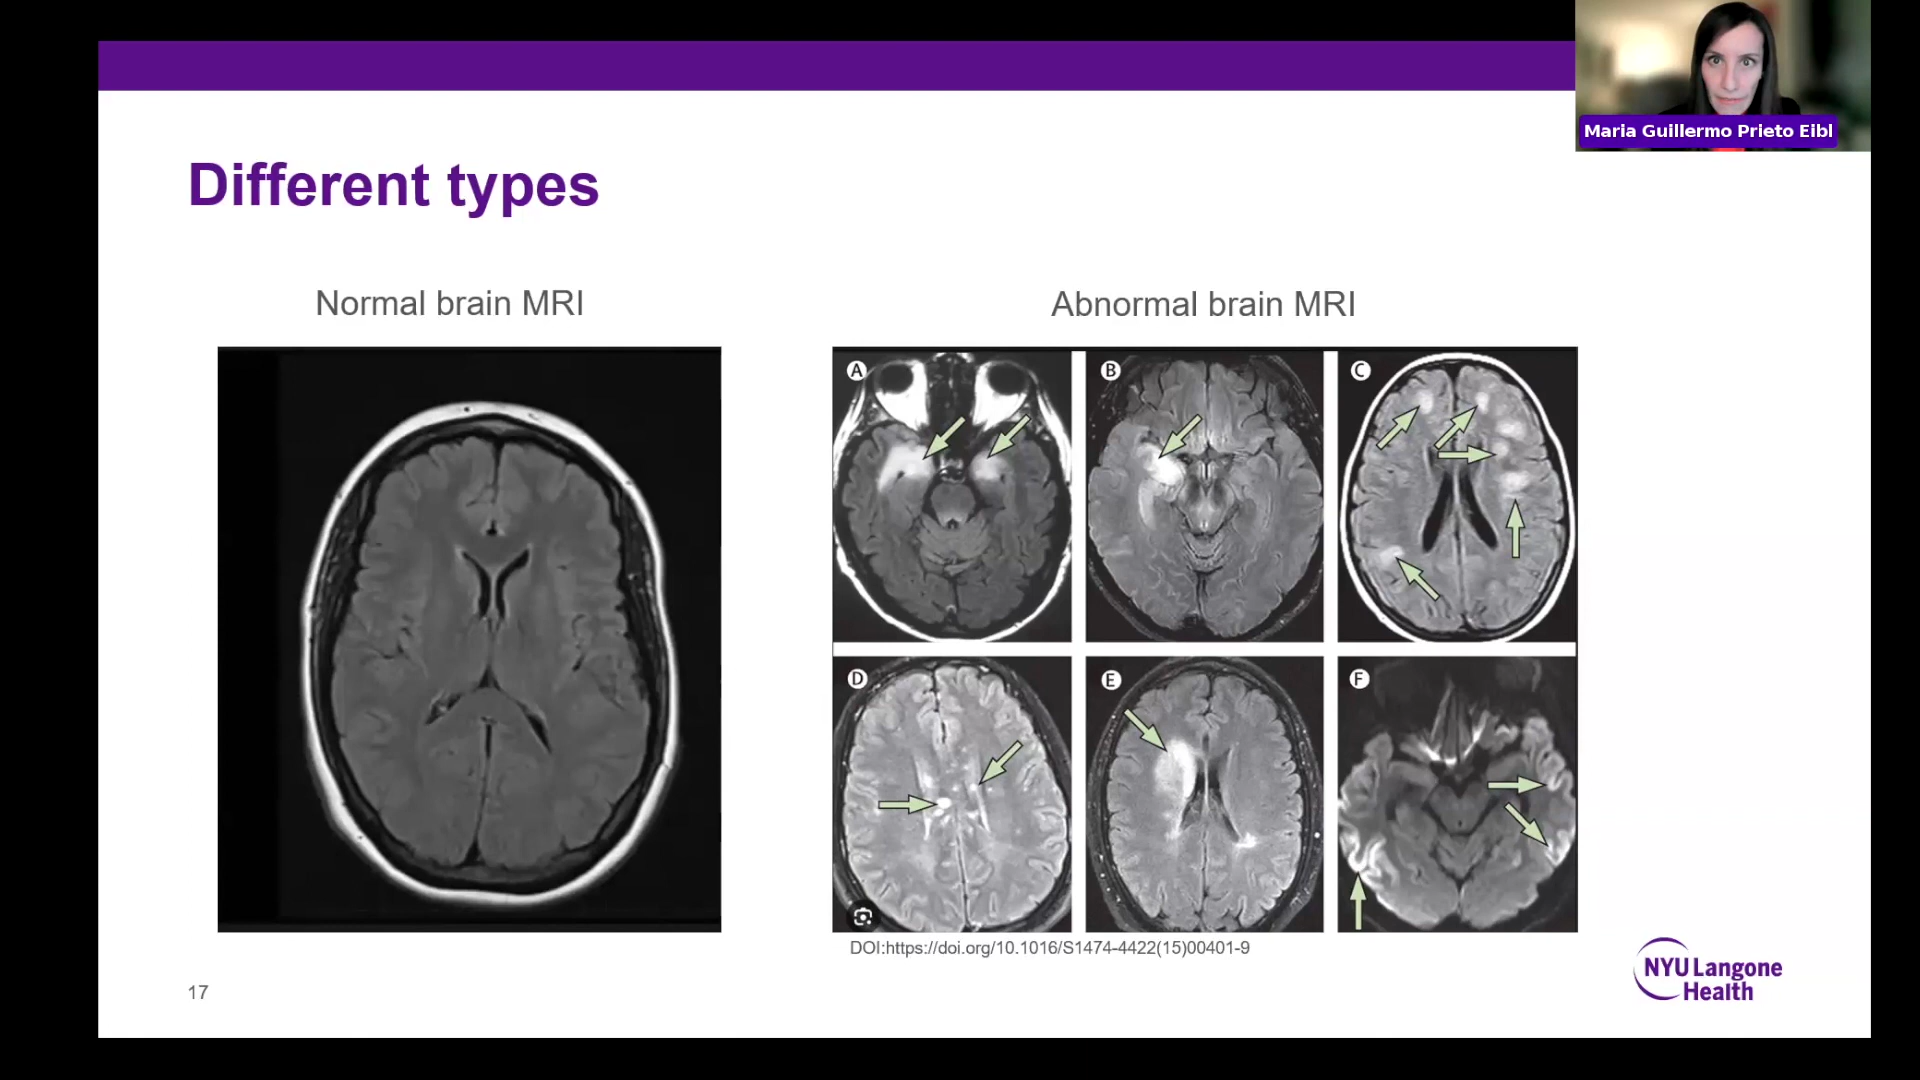 Maria Guillermo Prieto Eibl
Different types
Normal brain MRI
Abnormal brain MRI
A
B
C
D
E
F
DOI:https://doi.org/10.1016/S1474-4422(15)00401-9
17
NYU Langone
Health